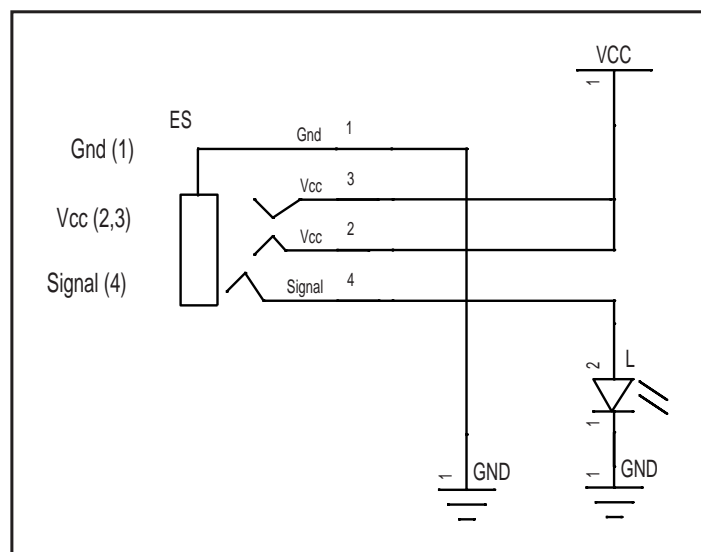 VCC
1
ES
Gnd 1
Gnd (1)
Vcc 3
Vcc (2,3)
Vcc 2
Signal (4)
Signal 4
2 L
1
1 GND
1 GND